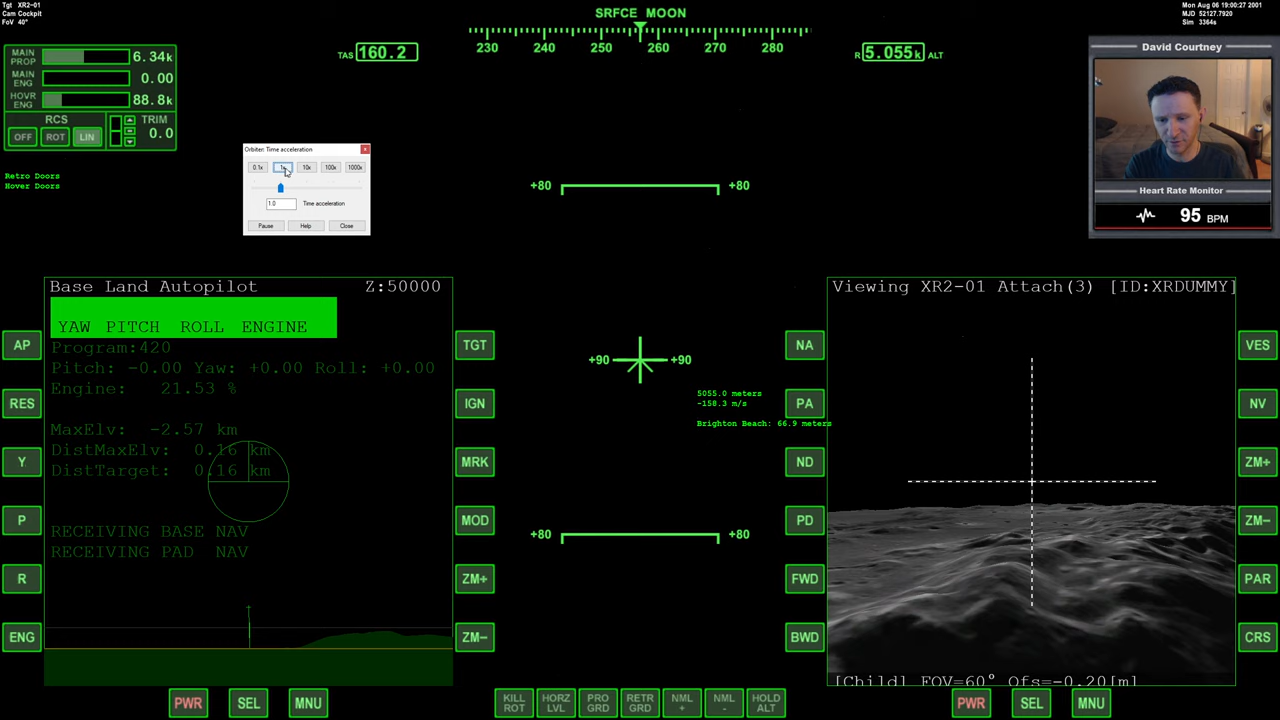 Tgt XR2-01
Cam Cockpit
FoV 40°
SRFCE MOON
230 240 250 260 270 280
TAS 160.2
R 5.055k ALT
Mon Aug 06 19:00:27 2001
MJD 52127.7920
Sim 3364s
MAIN PROP 6.34k
MAIN ENG 0.00
HOVR ENG 88.8k
RCS TRIM
OFF ROT LIN 0.0
Retro Doors
Hover Doors
Orbiter: Time acceleration
0.1x 1x 10x 100x 1000x
1.0 Time acceleration
Pause Help Close
David Courtney
Heart Rate Monitor
95 BPM
+80 +80
+90 +90
+80 +80
5055.0 meters
-158.3 m/s
Brighton Beach: 66.9 meters
Base Land Autopilot Z:50000
YAW PITCH ROLL ENGINE
Program:420
Pitch: -0.00 Yaw: +0.00 Roll: +0.00
Engine: 21.53 %
MaxElv: -2.57 km
DistMaxElv: 0.16 km
DistTarget: 0.16 km
RECEIVING BASE NAV
RECEIVING PAD NAV
AP
RES
Y
P
R
ENG
TGT
IGN
MRK
MOD
ZM+
ZM-
PWR SEL MNU
KILL ROT
HORZ LVL
PRO GRD
RETR GRD
NML +
NML -
HOLD ALT
Viewing XR2-01 Attach(3) [ID:XRDUMMY]
NA
PA
ND
PD
FWD
BWD
VES
NV
ZM+
ZM-
PAR
CRS
[Child] FOV=60° Ofs=-0.20[m]
PWR SEL MNU